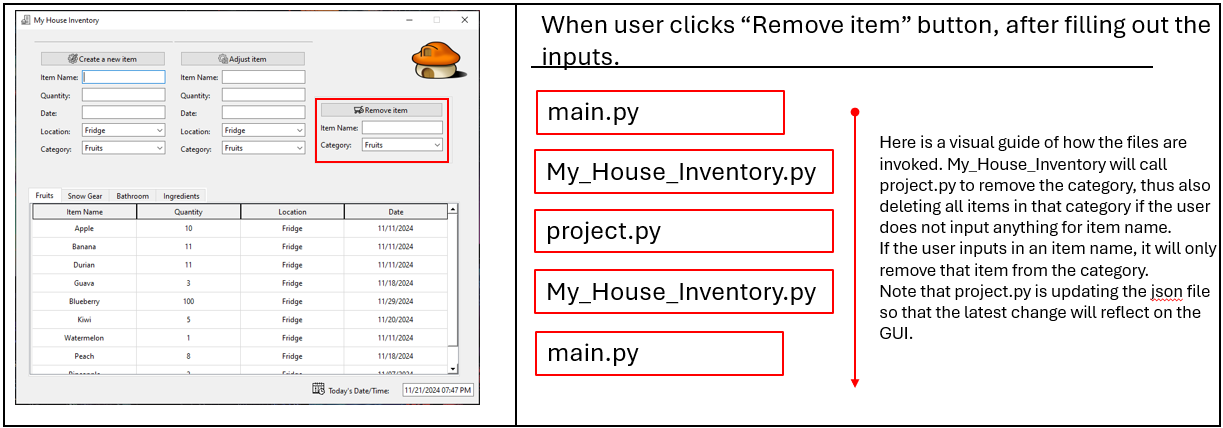 My House Inventory
Create a new item
Adjust item
Item Name:
Item Name:
Quantity:
Quantity:
Date:
Date:
Location: Fridge
Location: Fridge
Category: Fruits
Category: Fruits
Remove item
Item Name:
Category: Fruits
Fruits Snow Gear Bathroom Ingredients
Item Name Quantity Location Date
Apple 10 Fridge 11/11/2024
Banana 11 Fridge 11/11/2024
Durian 11 Fridge 11/11/2024
Guava 3 Fridge 11/18/2024
Blueberry 100 Fridge 11/29/2024
Kiwi 5 Fridge 11/20/2024
Watermelon 1 Fridge 11/11/2024
Peach 8 Fridge 11/18/2024
Today's Date/Time: 11/21/2024 07:47 PM
When user clicks “Remove item” button, after filling out the
inputs.
main.py
My_House_Inventory.py
project.py
My_House_Inventory.py
main.py
Here is a visual guide of how the files are
invoked. My_House_Inventory will call
project.py to remove the category, thus also
deleting all items in that category if the user
does not input anything for item name.
If the user inputs in an item name, it will only
remove that item from the category.
Note that project.py is updating the json file
so that the latest change will reflect on the
GUI.